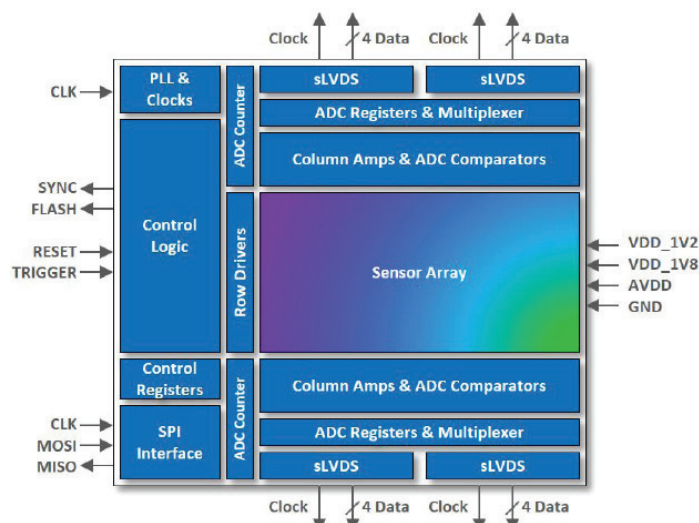 Clock 4 Data Clock 4 Data
CLK
PLL &
Clocks
ADC Counter
sLVDS sLVDS
ADC Registers & Multiplexer
Column Amps & ADC Comparators
SYNC
FLASH
RESET
TRIGGER
Control
Logic
Row Drivers
Sensor Array
VDD_1V2
VDD_1V8
AVDD
GND
Control
Registers
ADC Counter
Column Amps & ADC Comparators
CLK
MOSI
MISO
SPI
Interface
ADC Registers & Multiplexer
sLVDS sLVDS
Clock 4 Data Clock 4 Data